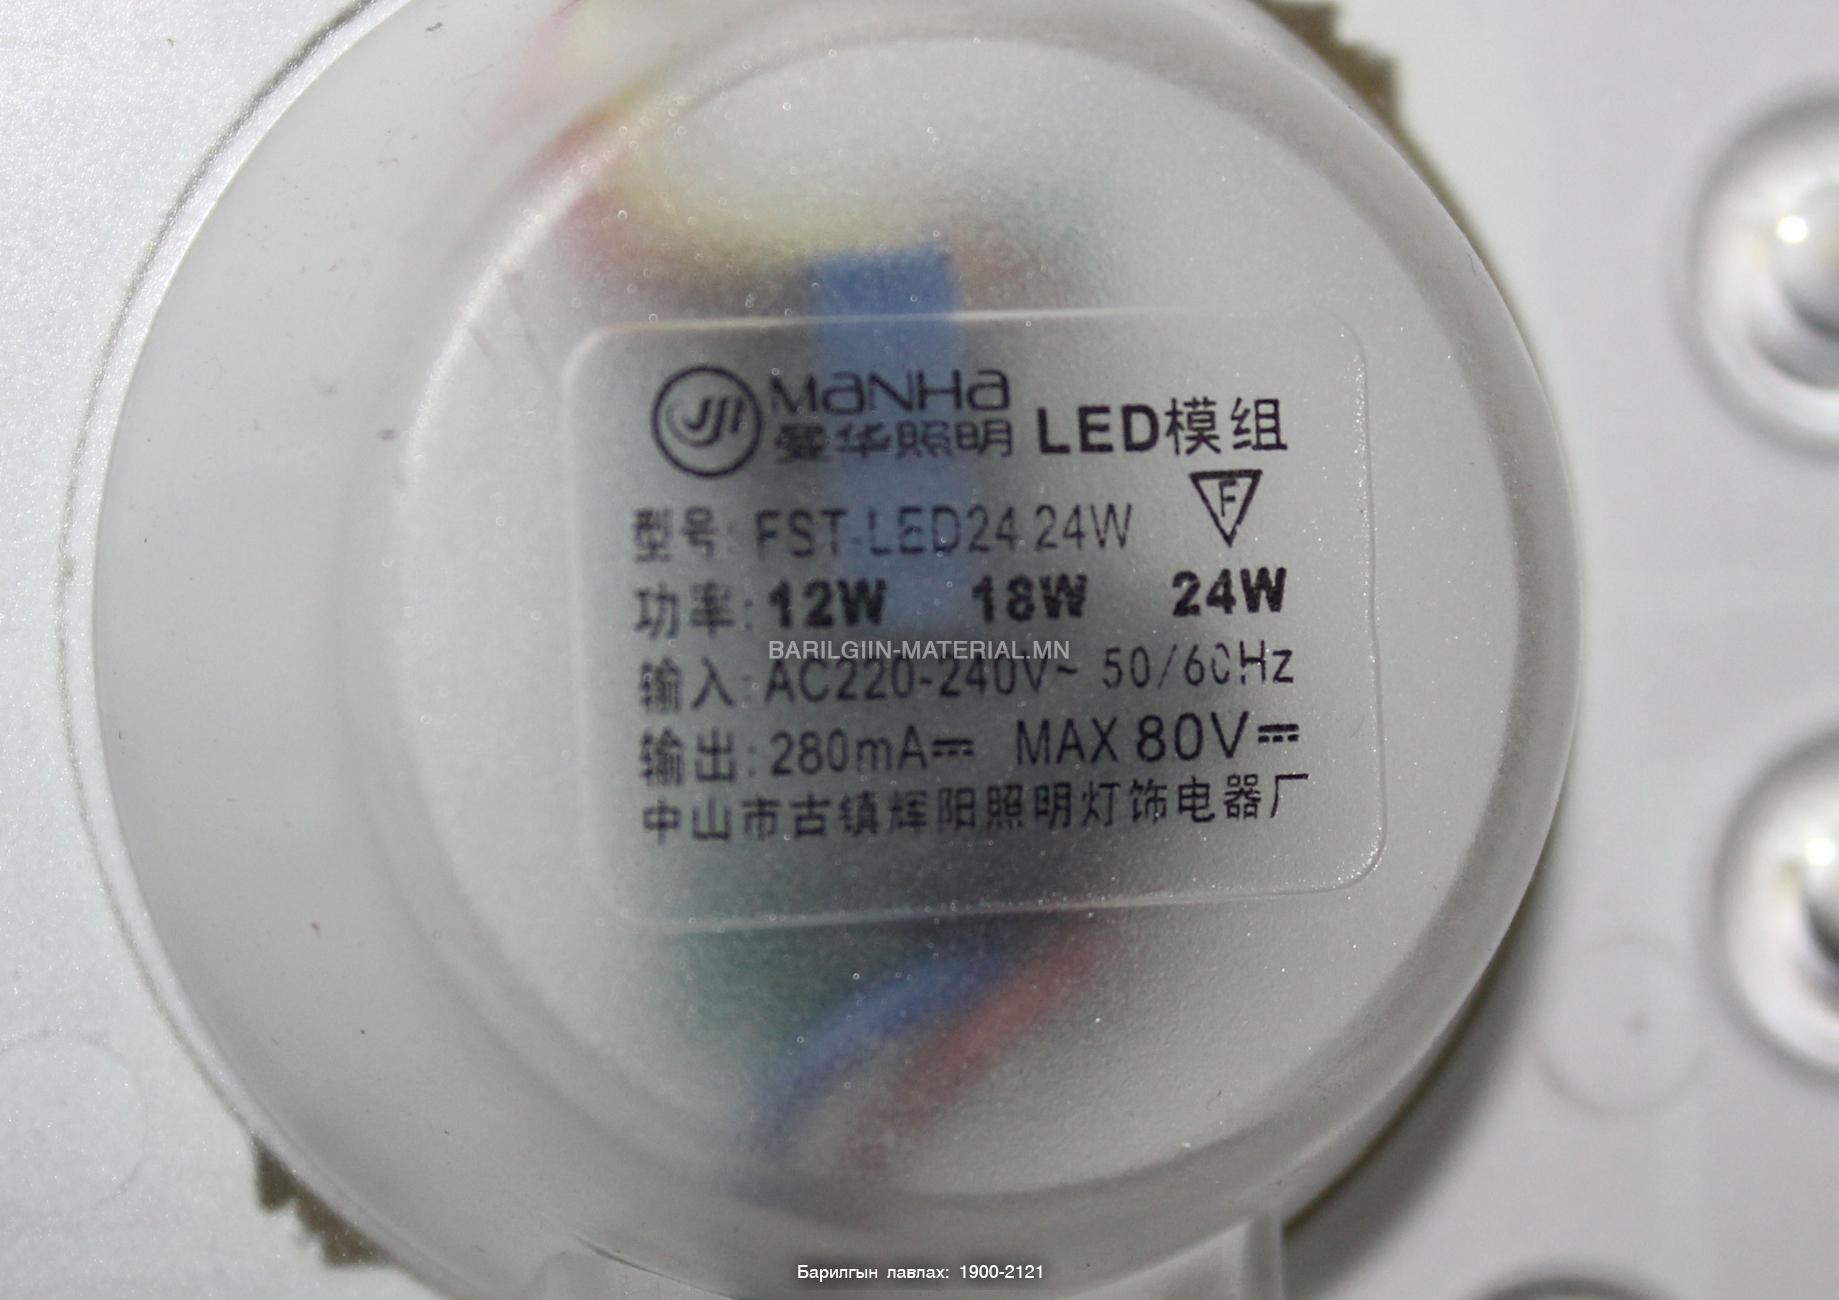 MANHA LED模组
曼华照明
F
型号: FST-LED24 24W
功率: 12W 18W 24W
BARILGIIN-MATERIAL.MN
输入: AC220-240V~ 50/60Hz
输出: 280mA⎓ MAX 80V⎓
中山市古镇辉阳照明灯饰电器厂
Барилгын лавлах: 1900-2121